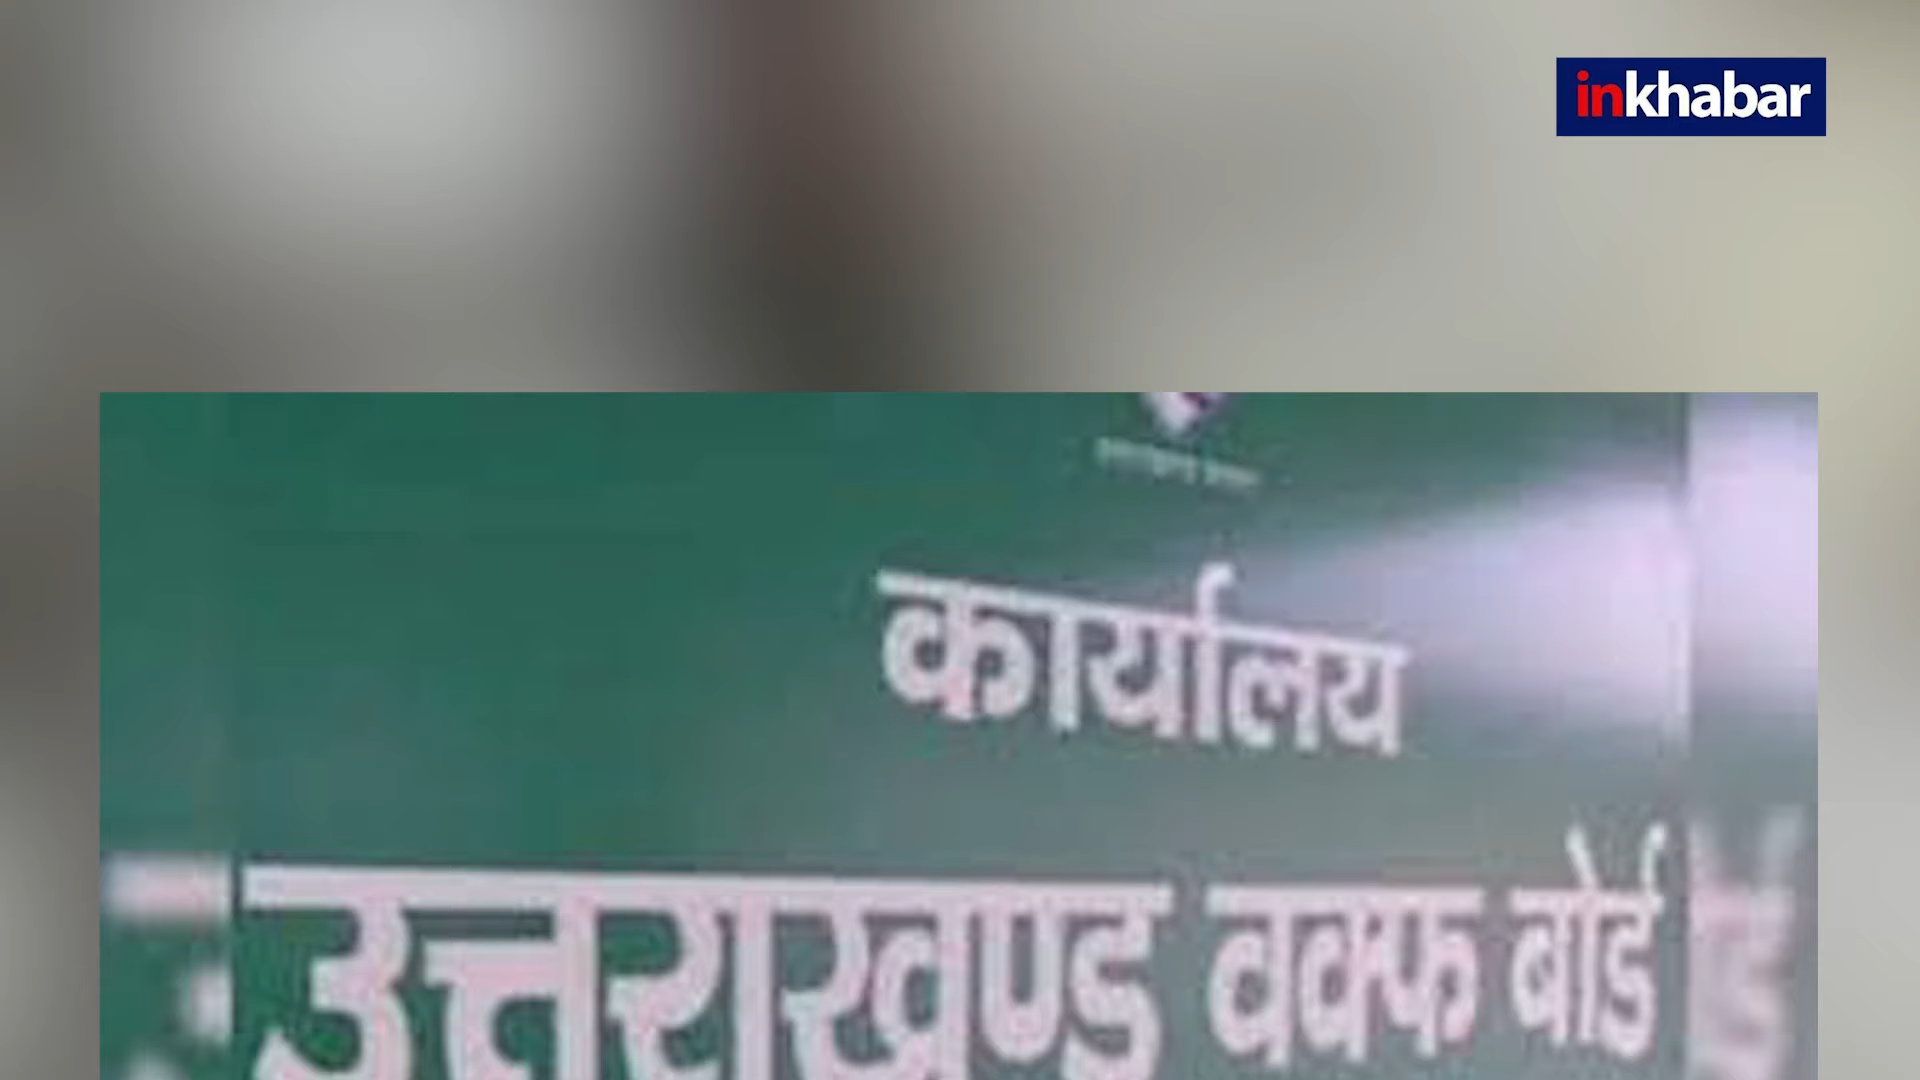 inkhabar
कार्यालय
उत्तराखण्ड वक्फ बोर्ड